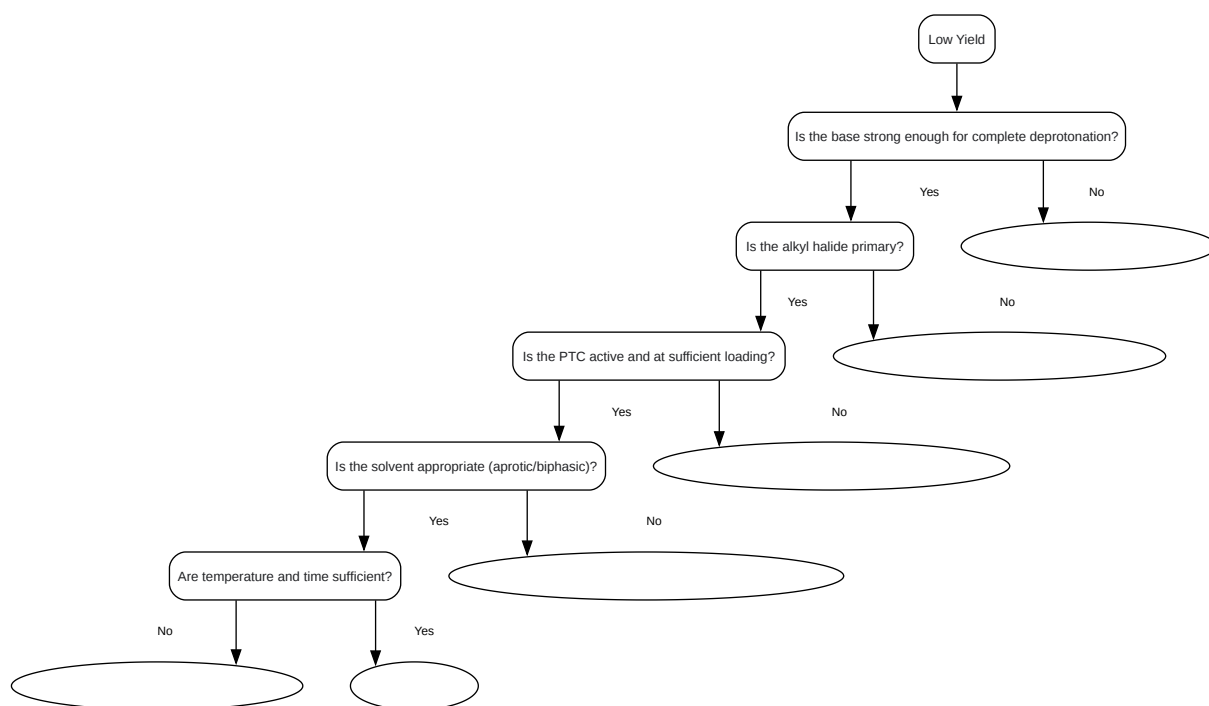 Low Yield
Is the base strong enough for complete deprotonation?
Yes
No
Is the alkyl halide primary?
Yes
No
Is the PTC active and at sufficient loading?
Yes
No
Is the solvent appropriate (aprotic/biphasic)?
Yes
No
Are temperature and time sufficient?
No
Yes